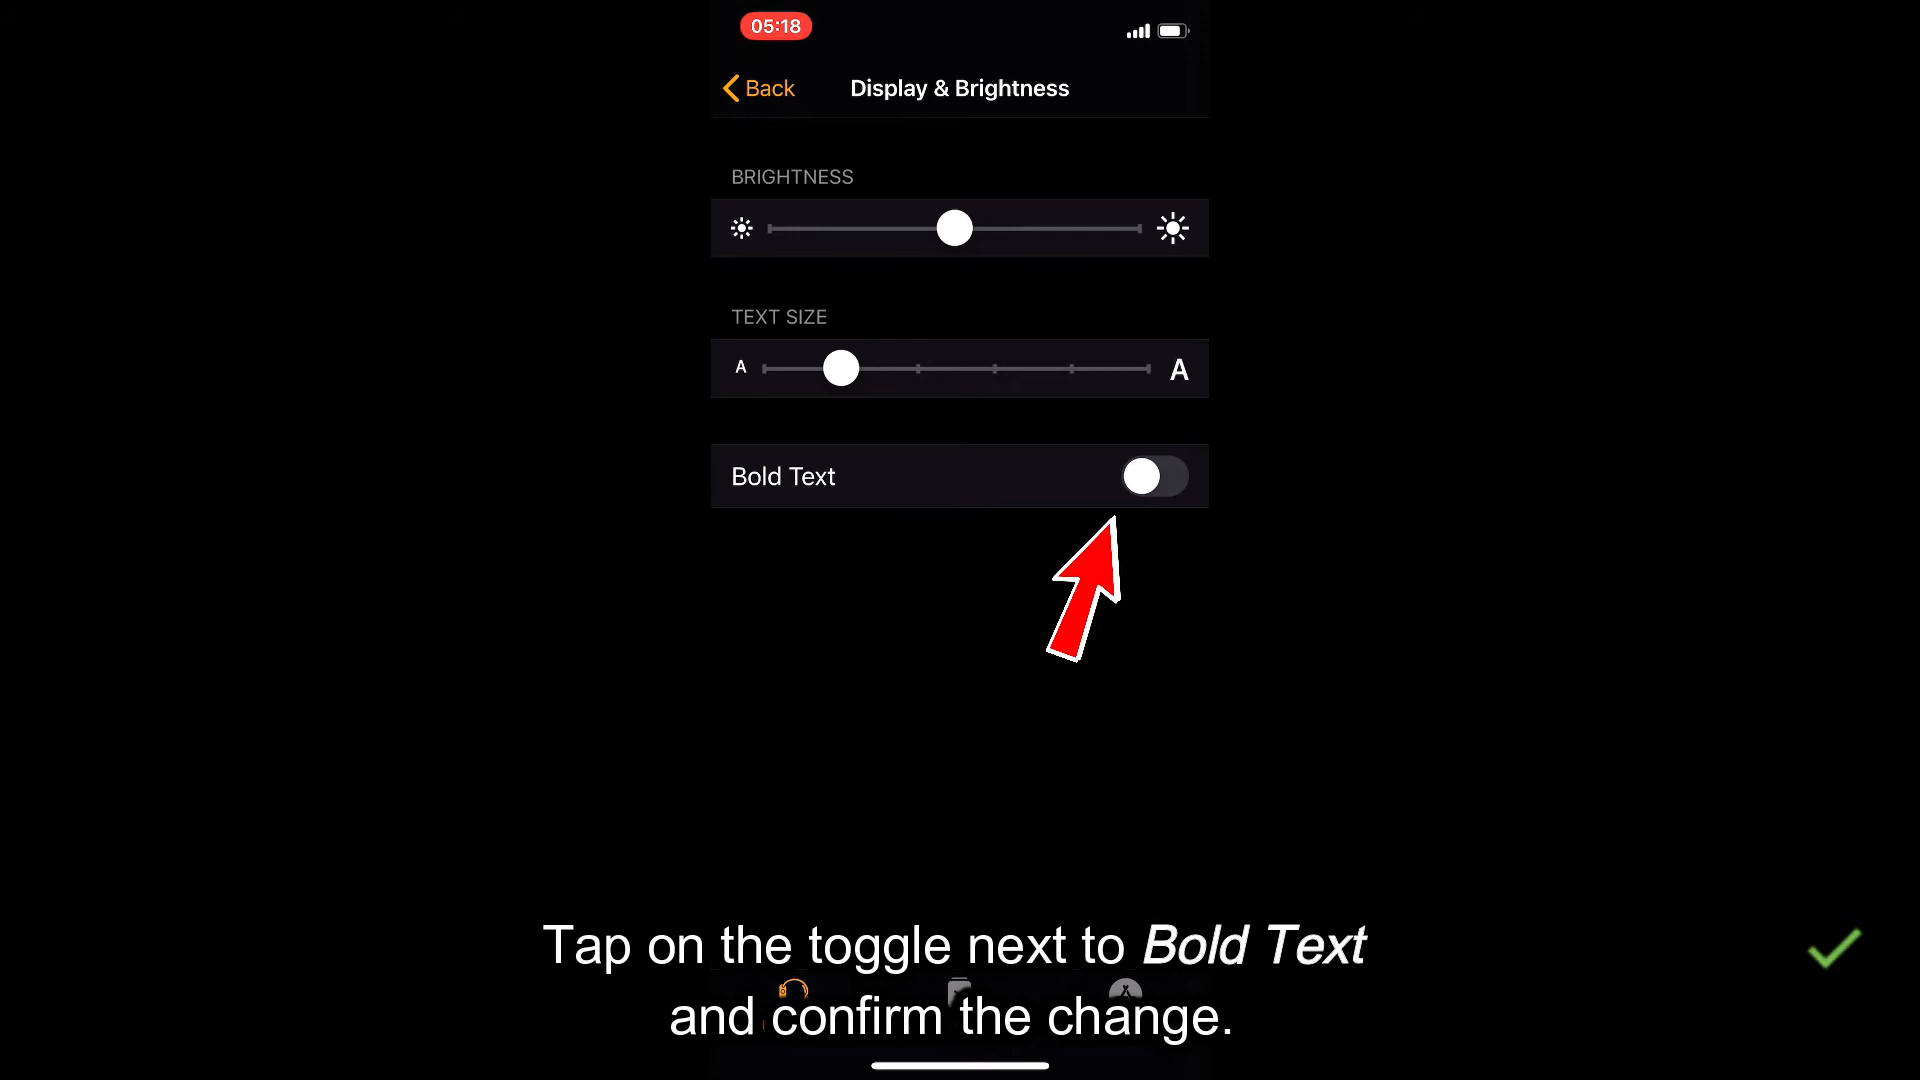 05:18
Back
Display & Brightness
BRIGHTNESS
TEXT SIZE
A
A
Bold Text
Tap on the toggle next to Bold Text
and confirm the change.